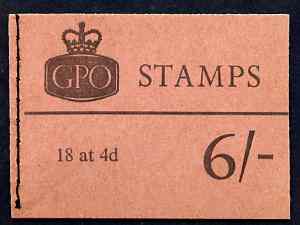 GPO STAMPS
18 at 4d 6/-